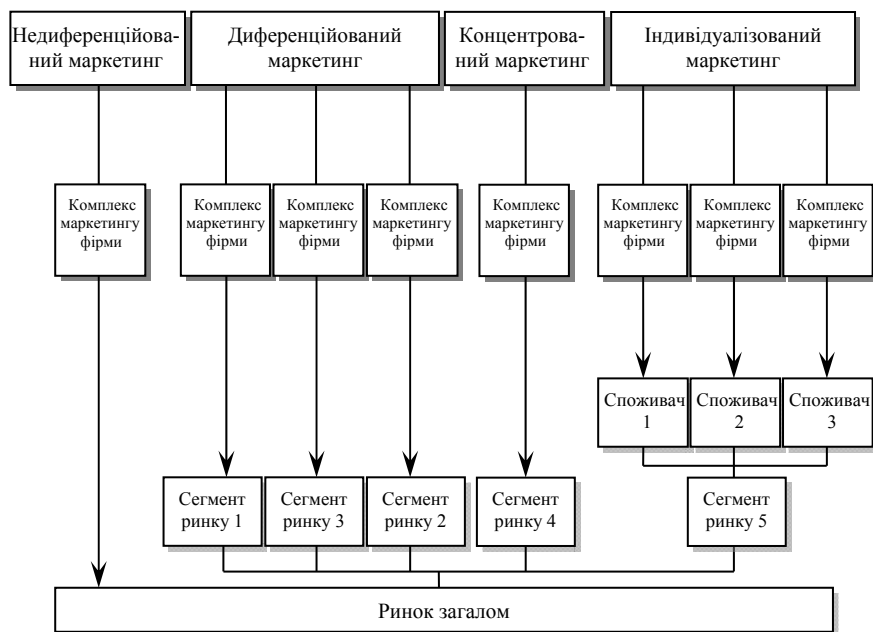 Недиференційова-
ний маркетинг
Диференційований
маркетинг
Концентрова-
ний маркетинг
Індивідуалізований
маркетинг
Комплекс
маркетингу
фірми
Комплекс
маркетингу
фірми
Комплекс
маркетингу
фірми
Комплекс
маркетингу
фірми
Комплекс
маркетингу
фірми
Комплекс
маркетингу
фірми
Комплекс
маркетингу
фірми
Комплекс
маркетингу
фірми
Споживач
1
Споживач
2
Споживач
3
Сегмент
ринку 1
Сегмент
ринку 3
Сегмент
ринку 2
Сегмент
ринку 4
Сегмент
ринку 5
Ринок загалом